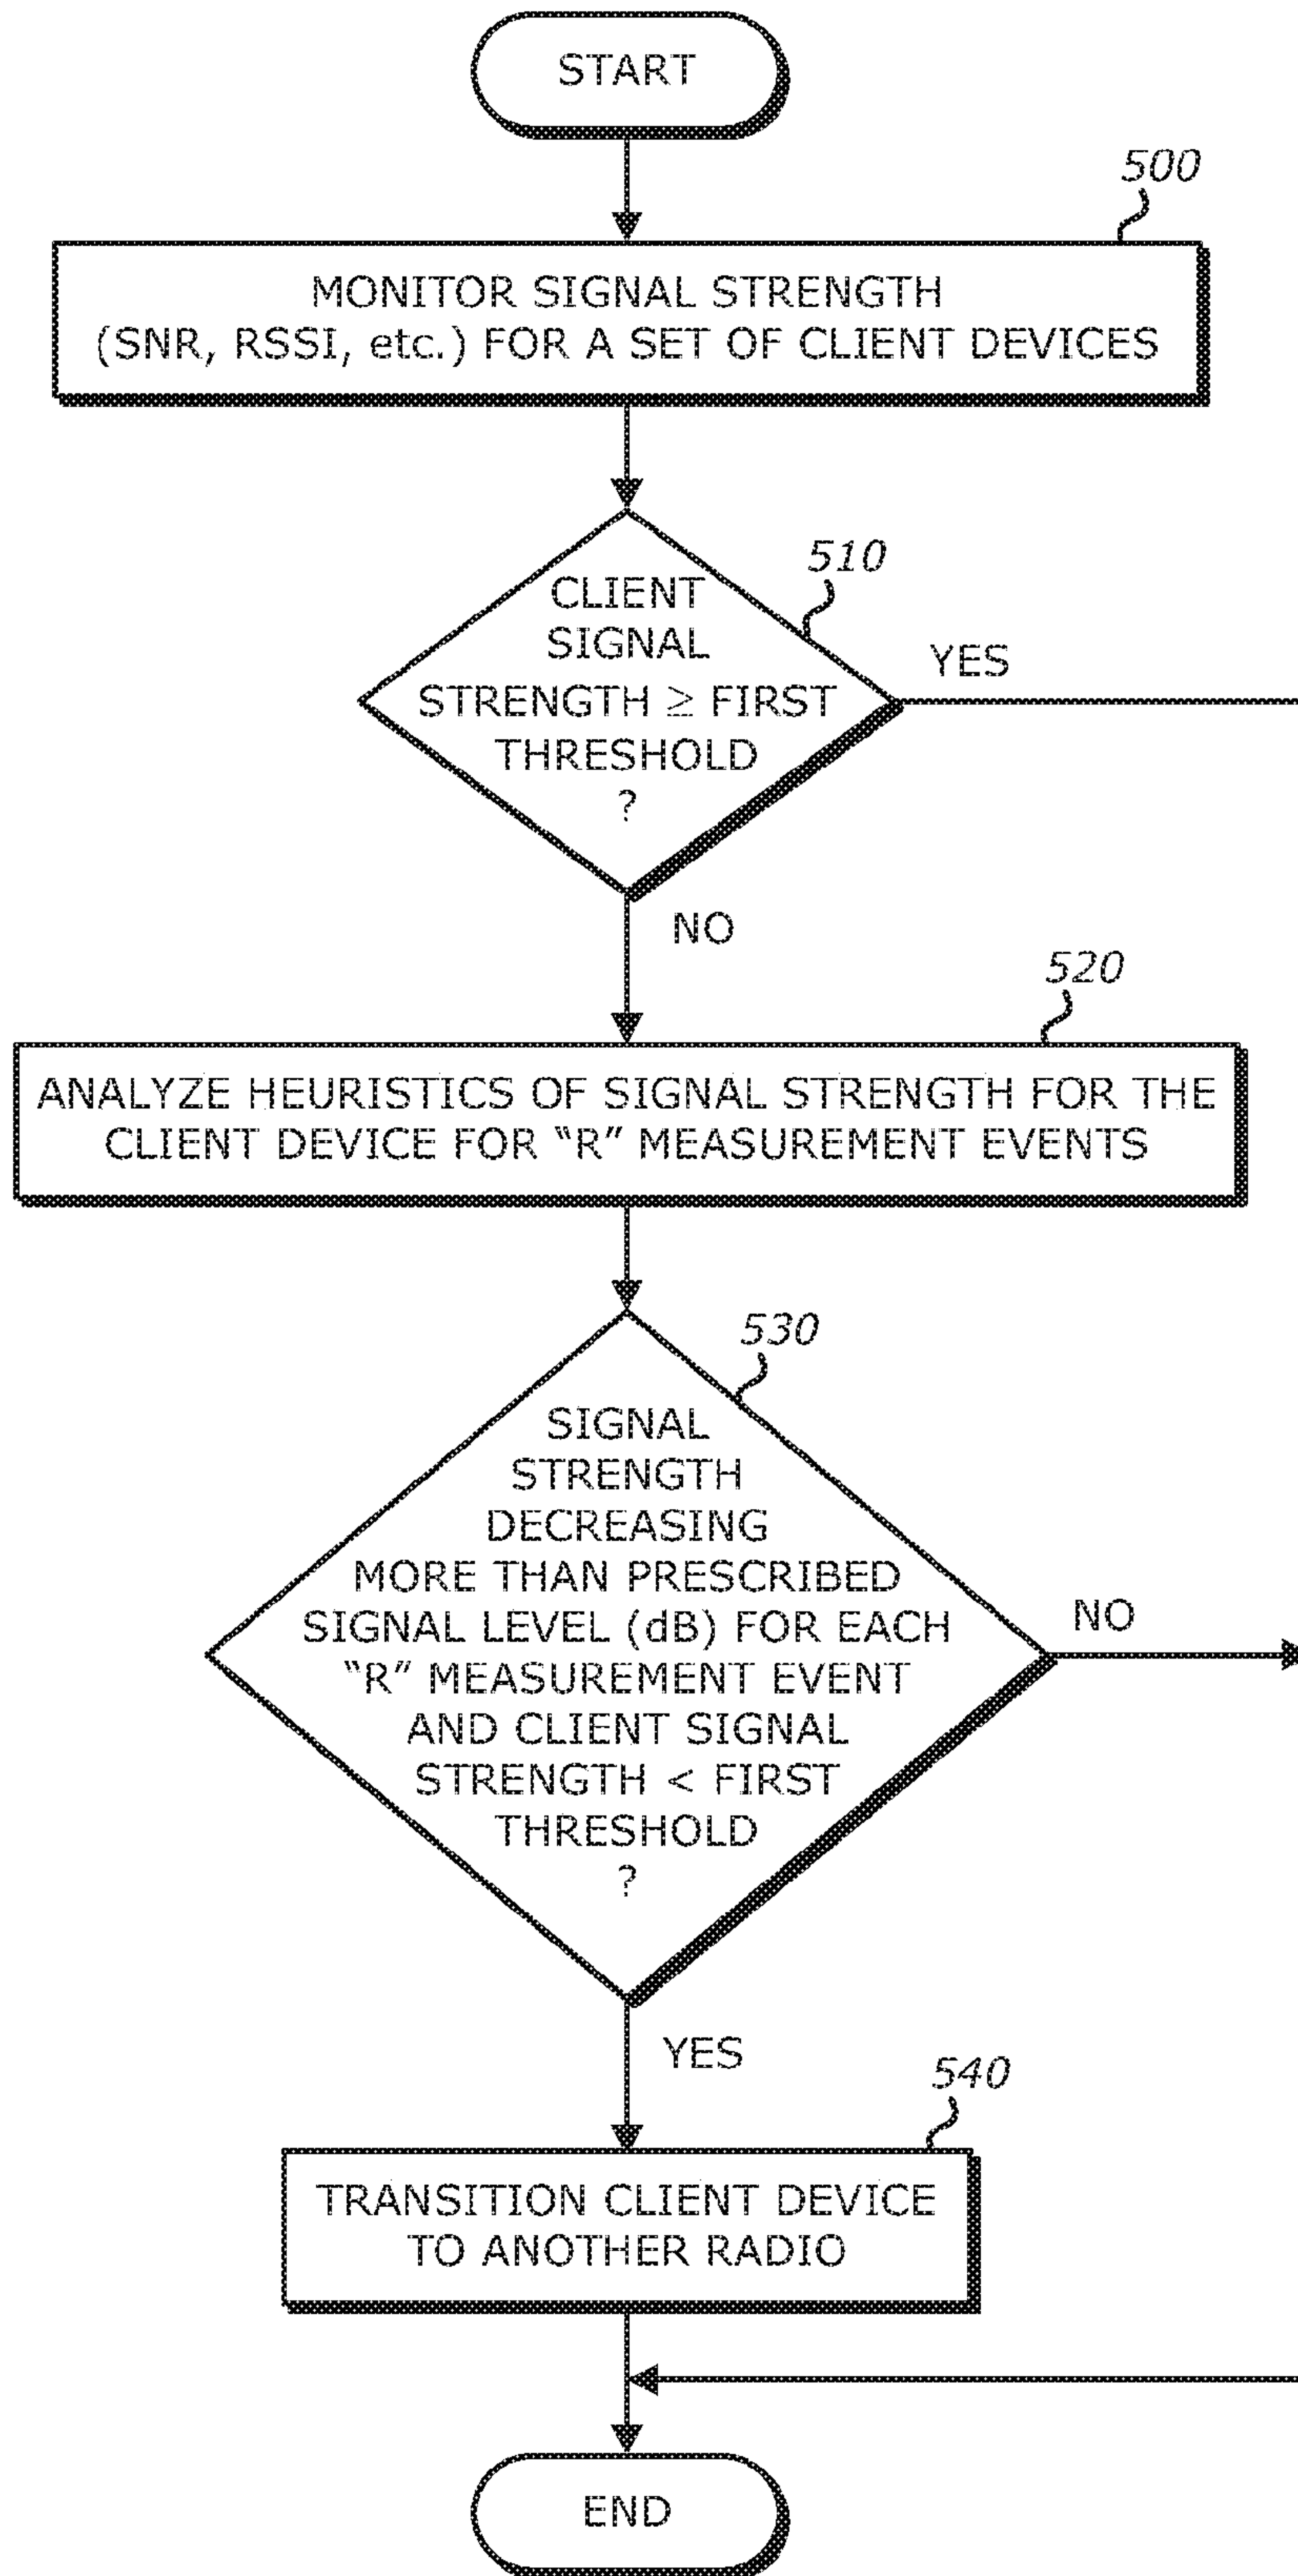 START
500
MONITOR SIGNAL STRENGTH
(SNR, RSSI, etc.) FOR A SET OF CLIENT DEVICES
510
CLIENT
SIGNAL
STRENGTH ≥ FIRST
THRESHOLD
?
YES
NO
520
ANALYZE HEURISTICS OF SIGNAL STRENGTH FOR THE
CLIENT DEVICE FOR “R” MEASUREMENT EVENTS
530
SIGNAL
STRENGTH
DECREASING
MORE THAN PRESCRIBED
SIGNAL LEVEL (dB) FOR EACH
“R” MEASUREMENT EVENT
AND CLIENT SIGNAL
STRENGTH < FIRST
THRESHOLD
?
NO
YES
540
TRANSITION CLIENT DEVICE
TO ANOTHER RADIO
END